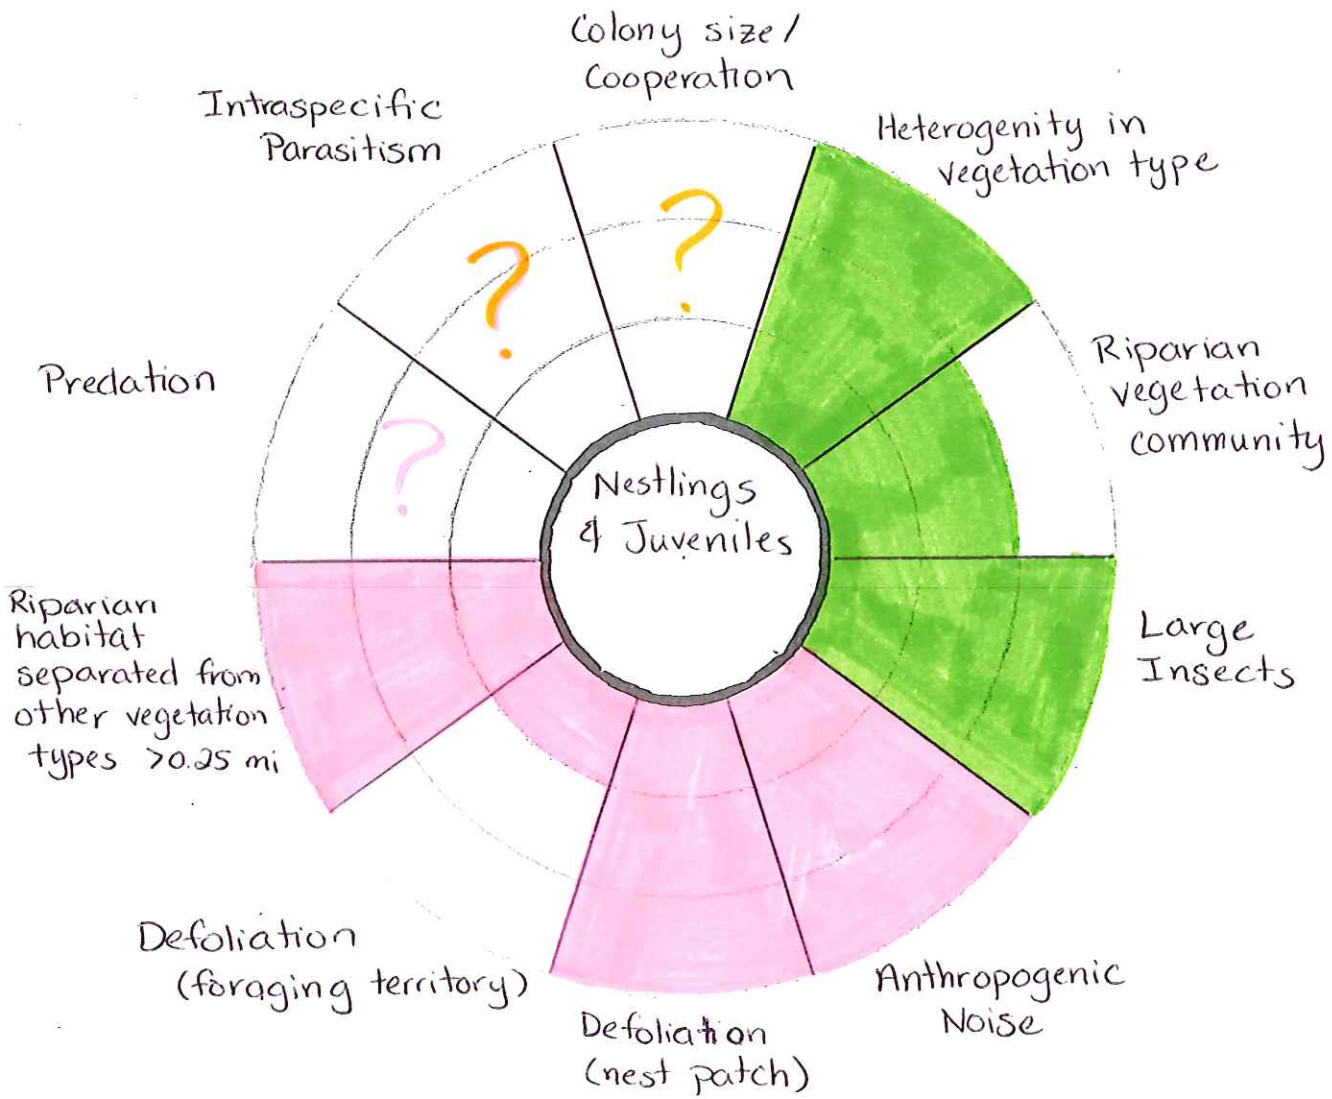 Colony size/
Cooperation
Intraspecific
Parasitism
Heterogenity in
vegetation type
?
?
Predation
Riparian
vegetation
community
?
Nestlings
& Juveniles
Riparian
habitat
separated from
other vegetation
types >0.25 mi
Large
Insects
Defoliation
(foraging territory)
Defoliation
(nest patch)
Anthropogenic
Noise